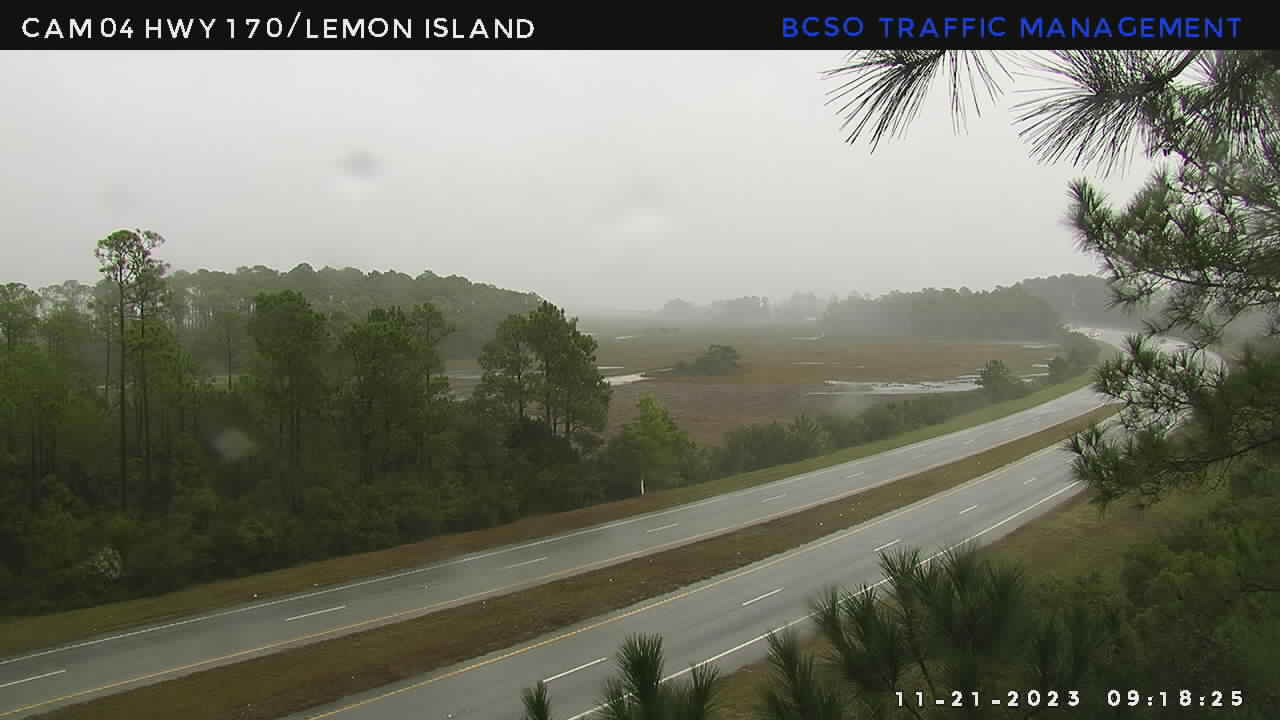 CAM04 HWY 170/LEMON ISLAND
BCSO TRAFFIC MANAGEMENT
11-21-2023 09:18:25